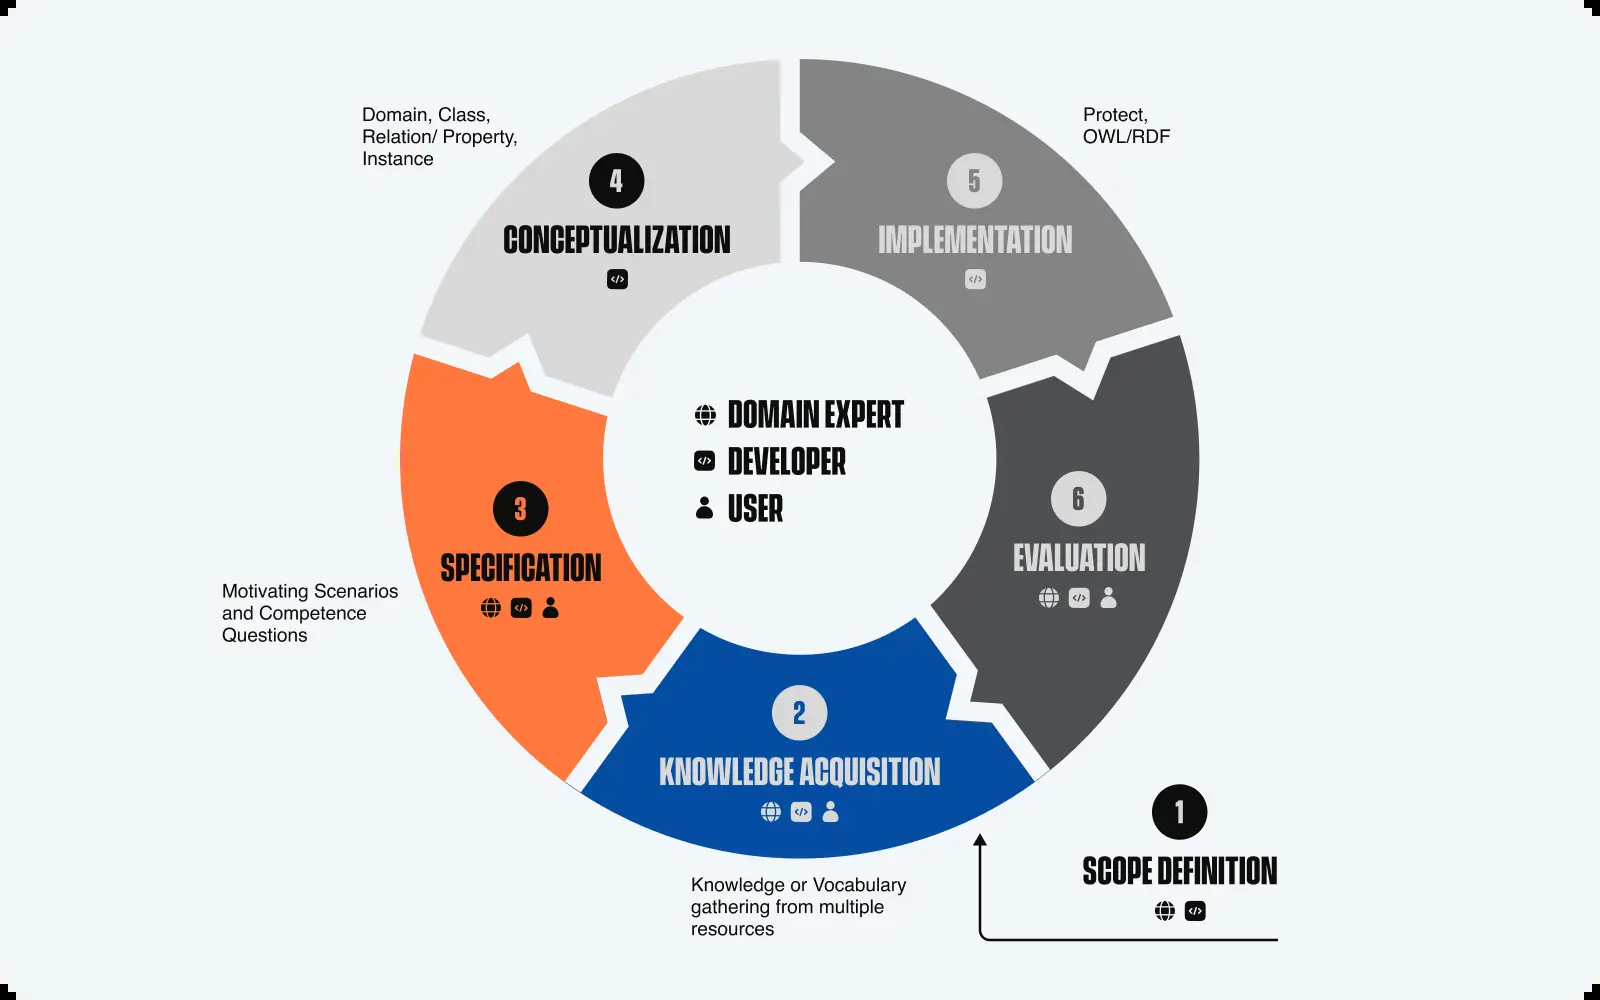 Domain, Class,
Relation/ Property,
Instance
4
CONCEPTUALIZATION
Protect,
OWL/RDF
5
IMPLEMENTATION
DOMAIN EXPERT
DEVELOPER
USER
3
SPECIFICATION
Motivating Scenarios
and Competence
Questions
6
EVALUATION
2
KNOWLEDGE ACQUISITION
Knowledge or Vocabulary
gathering from multiple
resources
1
SCOPE DEFINITION